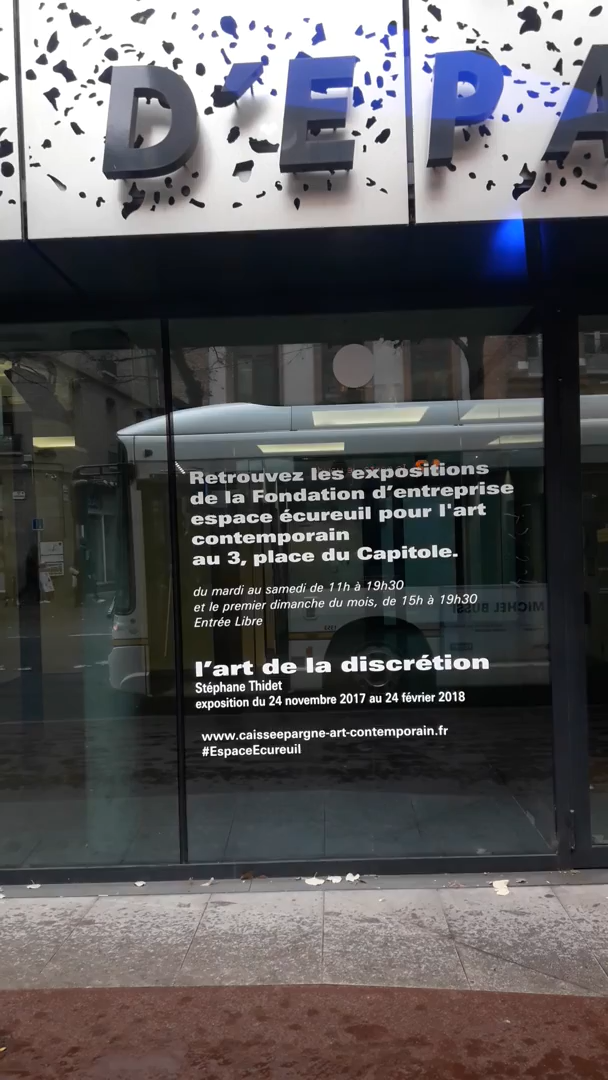 D'EPA
Retrouvez les expositions
de la Fondation d'entreprise
espace écureuil pour l'art
contemporain
au 3, place du Capitole.
du mardi au samedi de 11h à 19h30
et le premier dimanche du mois, de 15h à 19h30
Entrée Libre
l'art de la discrétion
Stéphane Thidet
exposition du 24 novembre 2017 au 24 février 2018
www.caisseepargne-art-contemporain.fr
#EspaceEcureuil
MICHEL BUSSI